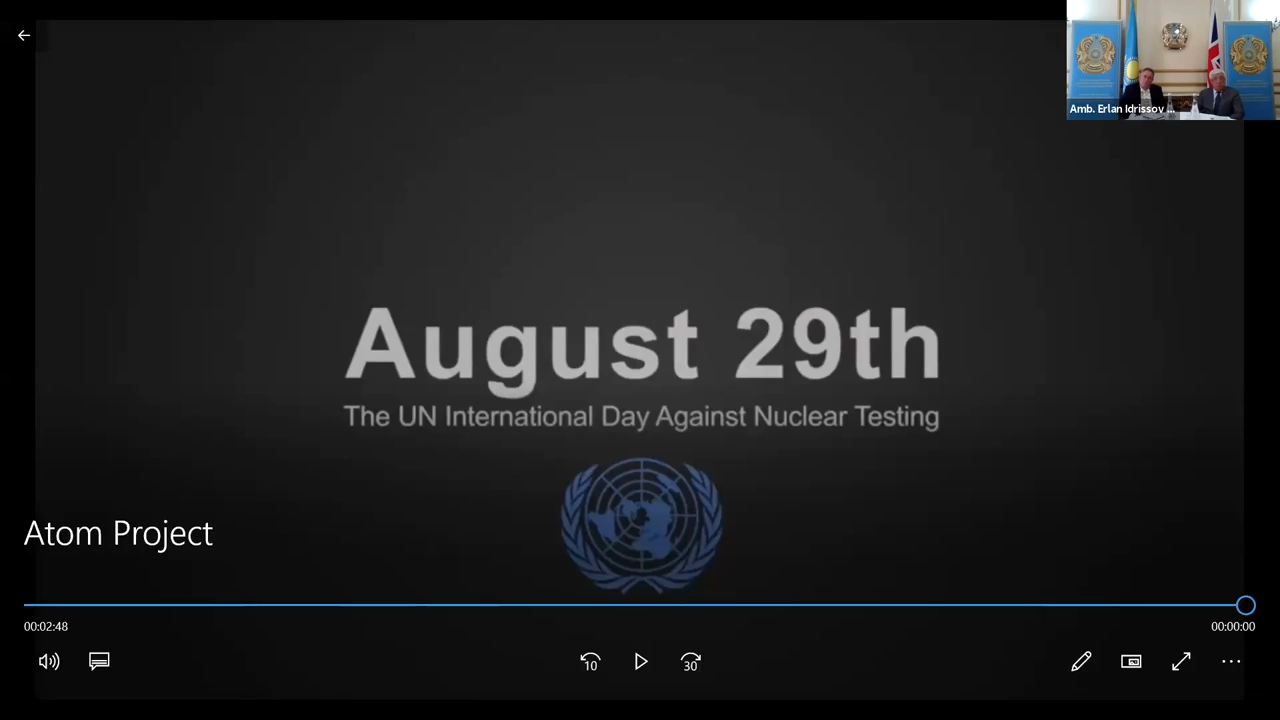 Amb. Erlan Idrissov ...
August 29th
The UN International Day Against Nuclear Testing
Atom Project
00:02:48
00:00:00
10
30